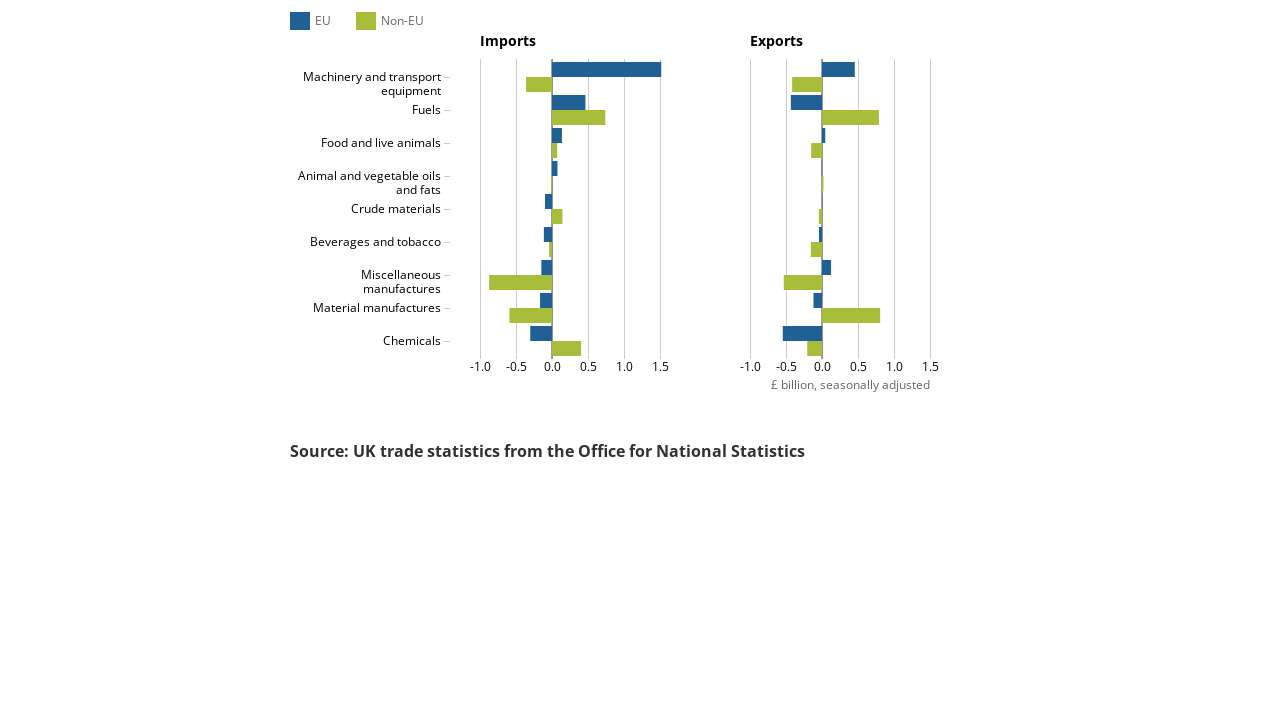 EU Non-EU
Imports
Exports
Machinery and transport
equipment
Fuels
Food and live animals
Animal and vegetable oils
and fats
Crude materials
Beverages and tobacco
Miscellaneous
manufactures
Material manufactures
Chemicals
-1.0 -0.5 0.0 0.5 1.0 1.5
-1.0 -0.5 0.0 0.5 1.0 1.5
£ billion, seasonally adjusted
Source: UK trade statistics from the Office for National Statistics